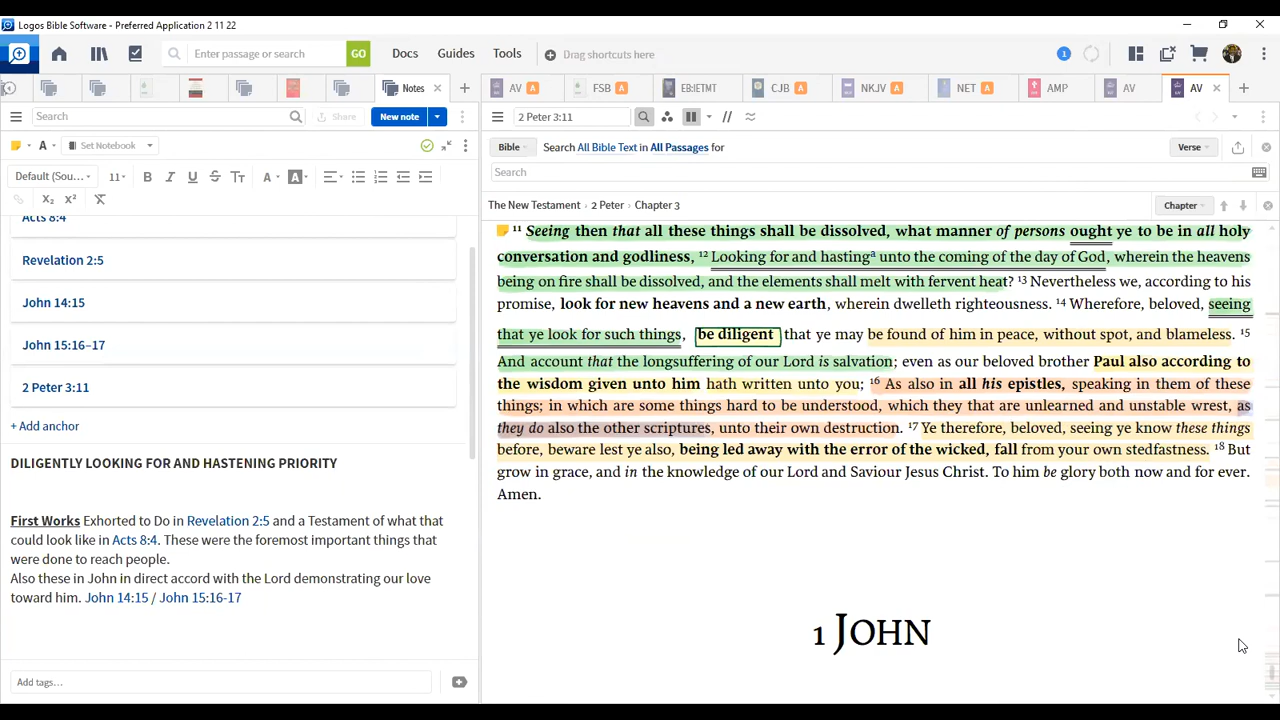 Logos Bible Software - Preferred Application 2 11 22
Enter passage or search
GO
Docs
Guides
Tools
Drag shortcuts here
1
Notes
AV A
FSB A
EB:IETMT
CJB A
NKJV A
NET A
AMP
AV
AV
Search
Share
New note
2 Peter 3:11
A
Set Notebook
Bible
Search All Bible Text in All Passages for
Verse
Default (Sou...
11
B I U S Tт A A
Search
X₂ X²
The New Testament › 2 Peter › Chapter 3
Chapter
Acts 8:4
Revelation 2:5
John 14:15
John 15:16–17
2 Peter 3:11
+ Add anchor
DILIGENTLY LOOKING FOR AND HASTENING PRIORITY
First Works Exhorted to Do in Revelation 2:5 and a Testament of what that
could look like in Acts 8:4. These were the foremost important things that
were done to reach people.
Also these in John in direct accord with the Lord demonstrating our love
toward him. John 14:15 / John 15:16-17
Add tags...
11 Seeing then that all these things shall be dissolved, what manner of persons ought ye to be in all holy
conversation and godliness, 12 Looking for and hasting a unto the coming of the day of God, wherein the heavens
being on fire shall be dissolved, and the elements shall melt with fervent heat? 13 Nevertheless we, according to his
promise, look for new heavens and a new earth, wherein dwelleth righteousness. 14 Wherefore, beloved, seeing
that ye look for such things, be diligent that ye may be found of him in peace, without spot, and blameless. 15
And account that the longsuffering of our Lord is salvation; even as our beloved brother Paul also according to
the wisdom given unto him hath written unto you; 16 As also in all his epistles, speaking in them of these
things; in which are some things hard to be understood, which they that are unlearned and unstable wrest, as
they do also the other scriptures, unto their own destruction. 17 Ye therefore, beloved, seeing ye know these things
before, beware lest ye also, being led away with the error of the wicked, fall from your own stedfastness. 18 But
grow in grace, and in the knowledge of our Lord and Saviour Jesus Christ. To him be glory both now and for ever.
Amen.
1 JOHN